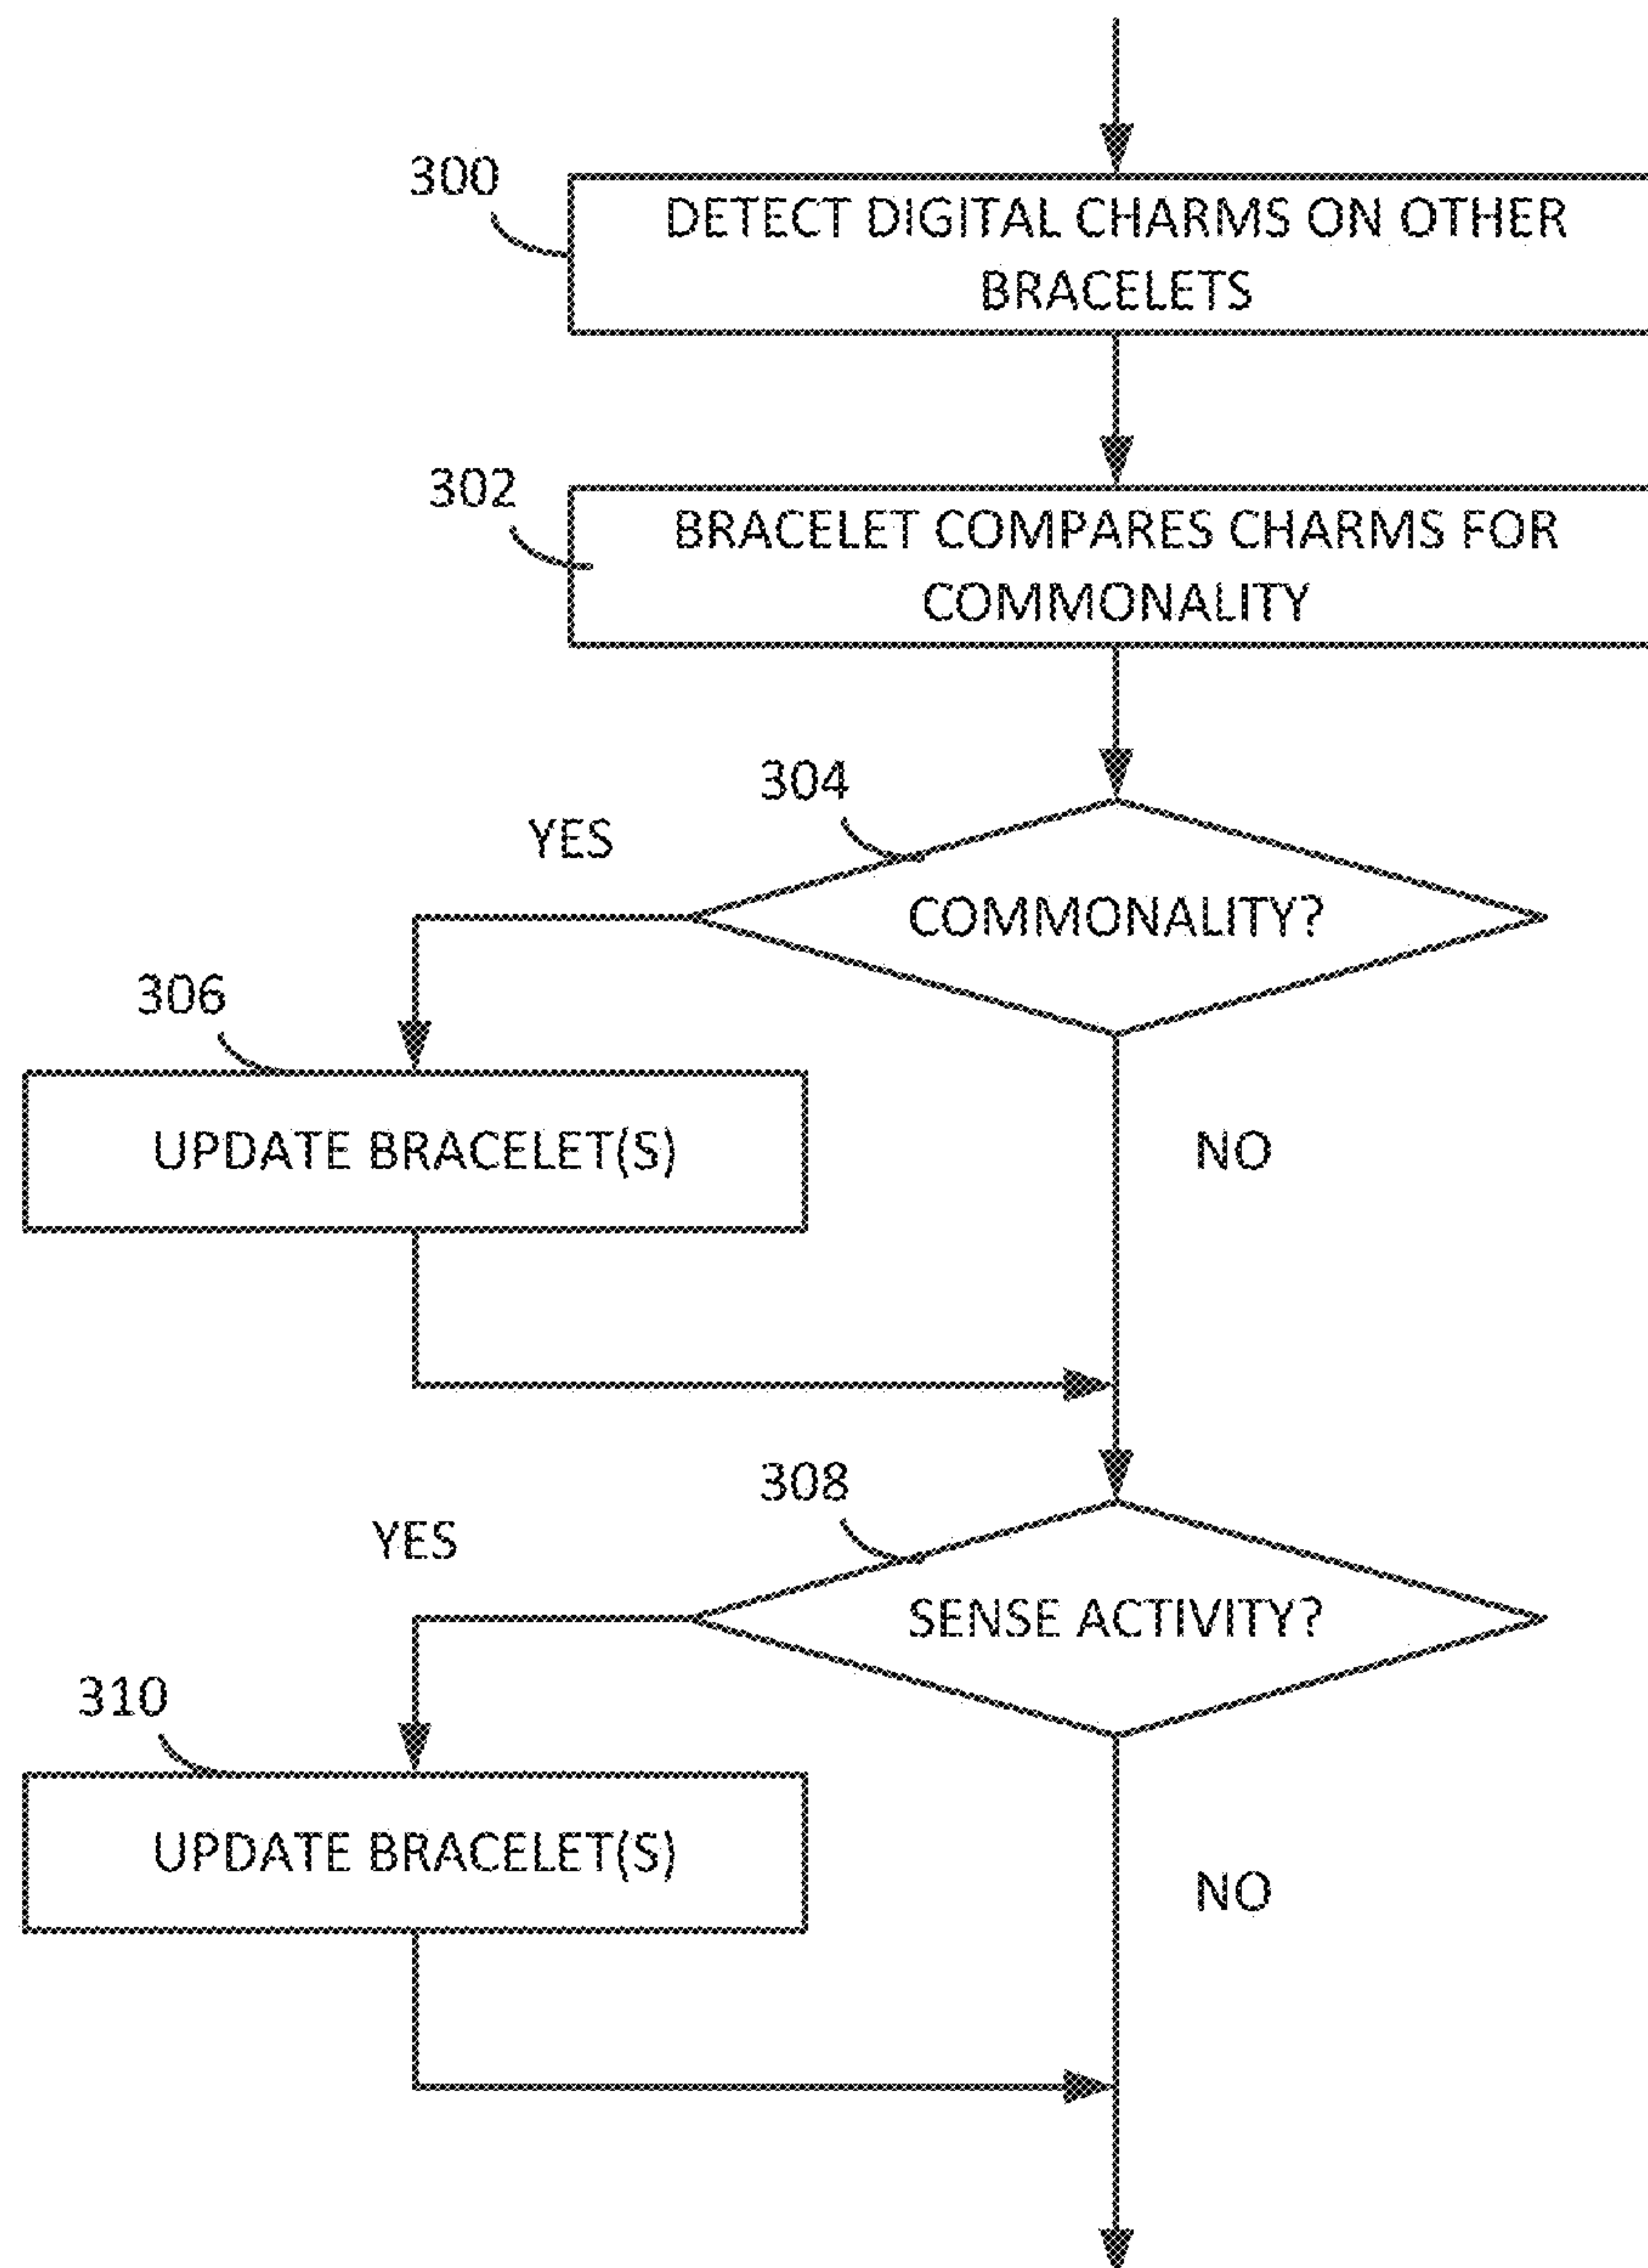 300
DETECT DIGITAL CHARMS ON OTHER
BRACELETS
302
BRACELET COMPARES CHARMS FOR
COMMONALITY
304
YES
COMMONALITY?
306
UPDATE BRACELET(S)
NO
308
YES
SENSE ACTIVITY?
310
UPDATE BRACELET(S)
NO